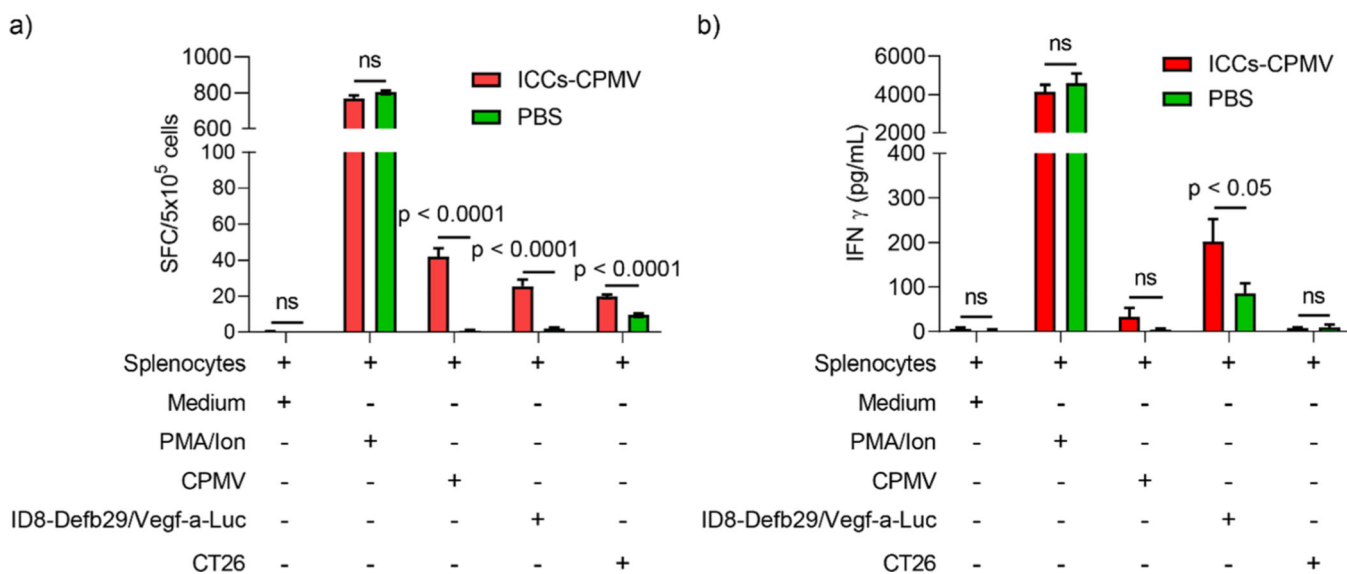 a)
SFC/5x10⁵ cells
1000
800
600
100
80
60
40
20
0
ns
ICCs-CPMV
PBS
p < 0.0001
p < 0.0001
p < 0.0001
ns
Splenocytes + + + + +
Medium + - - - -
PMA/Ion - + - - -
CPMV - - + - -
ID8-Defb29/Vegf-a-Luc - - - + -
CT26 - - - - +
b)
IFN γ (pg/mL)
6000
4000
2000
400
300
200
100
0
ns
ICCs-CPMV
PBS
p < 0.05
ns
ns
ns
Splenocytes + + + + +
Medium + - - - -
PMA/Ion - + - - -
CPMV - - + - -
ID8-Defb29/Vegf-a-Luc - - - + -
CT26 - - - - +